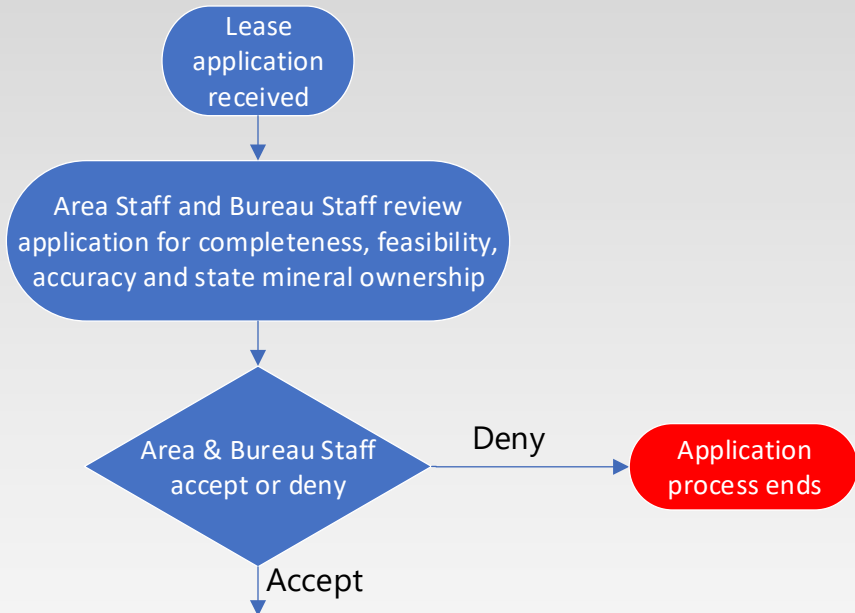 Lease
application
received
Area Staff and Bureau Staff review
application for completeness, feasibility,
accuracy and state mineral ownership
Area & Bureau Staff
accept or deny
Deny
Application
process ends
Accept